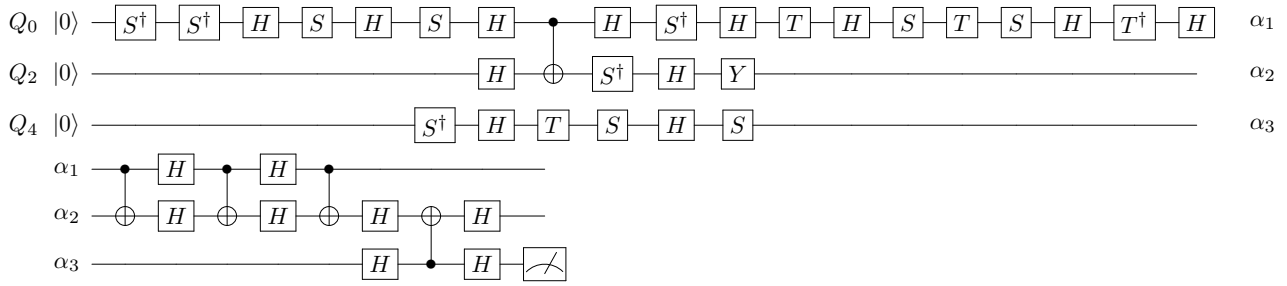 Q₀ |0⟩ S† S† H S H S H H S† H T H S T S H T† H α₁
Q₂ |0⟩ H S† H Y α₂
Q₄ |0⟩ S† H T S H S α₃
α₁ H H
α₂ H H H H
α₃ H H